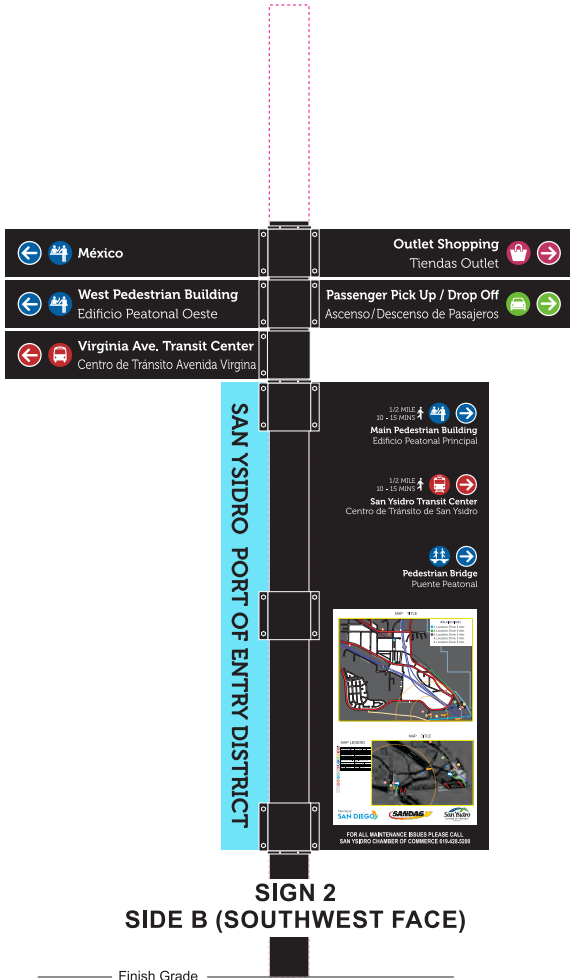 México
Outlet Shopping
Tiendas Outlet
West Pedestrian Building
Edificio Peatonal Oeste
Passenger Pick Up / Drop Off
Ascenso/Descenso de Pasajeros
Virginia Ave. Transit Center
Centro de Tránsito Avenida Virgina
SAN YSIDRO PORT OF ENTRY DISTRICT
1/2 MILE
10 - 15 MINS
Main Pedestrian Building
Edificio Peatonal Principal
1/2 MILE
10 - 15 MINS
San Ysidro Transit Center
Centro de Tránsito de San Ysidro
Pedestrian Bridge
Puente Peatonal
MAP TITLE
MAP TITLE
MAP LEGEND
SAN DIEGO
SANDAG
San Ysidro
FOR ALL MAINTENANCE ISSUES PLEASE CALL
SAN YSIDRO CHAMBER OF COMMERCE 619.428.5200
SIGN 2
SIDE B (SOUTHWEST FACE)
Finish Grade